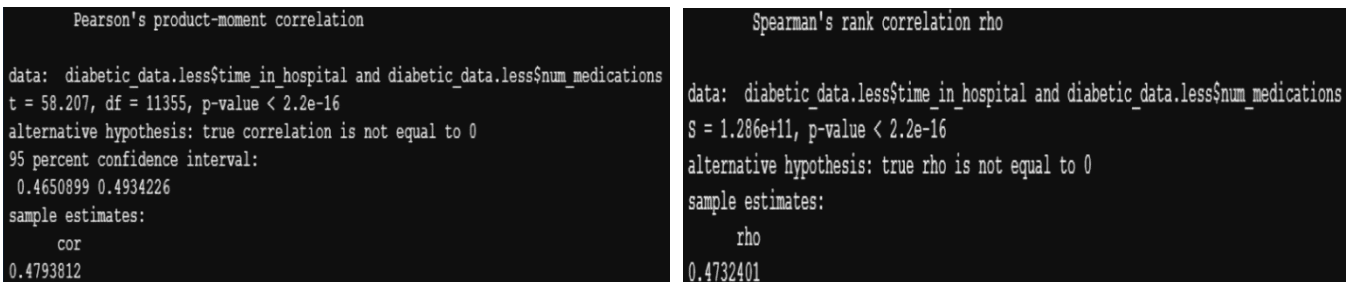 Pearson's product-moment correlation
data: diabetic_data.less$time_in_hospital and diabetic_data.less$num_medications
t = 58.207, df = 11355, p-value < 2.2e-16
alternative hypothesis: true correlation is not equal to 0
95 percent confidence interval:
0.4650899 0.4934226
sample estimates:
cor
0.4793812
Spearman's rank correlation rho
data: diabetic_data.less$time_in_hospital and diabetic_data.less$num_medications
S = 1.286e+11, p-value < 2.2e-16
alternative hypothesis: true rho is not equal to 0
sample estimates:
rho
0.4732401